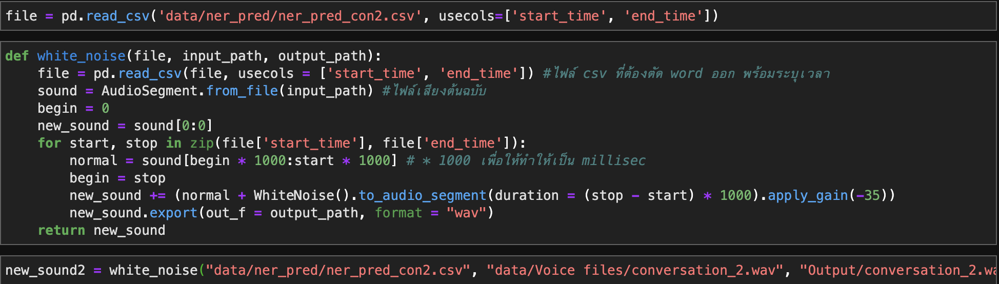 file = pd.read_csv('data/ner_pred/ner_pred_con2.csv', usecols=['start_time', 'end_time'])
def white_noise(file, input_path, output_path):
    file = pd.read_csv(file, usecols = ['start_time', 'end_time']) #ไฟล์ csv ที่ต้องตัด word ออก พร้อมระบุเวลา
    sound = AudioSegment.from_file(input_path) #ไฟล์เสียงต้นฉบับ
    begin = 0
    new_sound = sound[0:0]
    for start, stop in zip(file['start_time'], file['end_time']):
        normal = sound[begin * 1000:start * 1000] # * 1000 เพื่อให้ทำให้เป็น millisec
        begin = stop
        new_sound += (normal + WhiteNoise().to_audio_segment(duration = (stop - start) * 1000).apply_gain(-35))
        new_sound.export(out_f = output_path, format = "wav")
    return new_sound
new_sound2 = white_noise("data/ner_pred/ner_pred_con2.csv", "data/Voice files/conversation_2.wav", "Output/conversation_2.wa